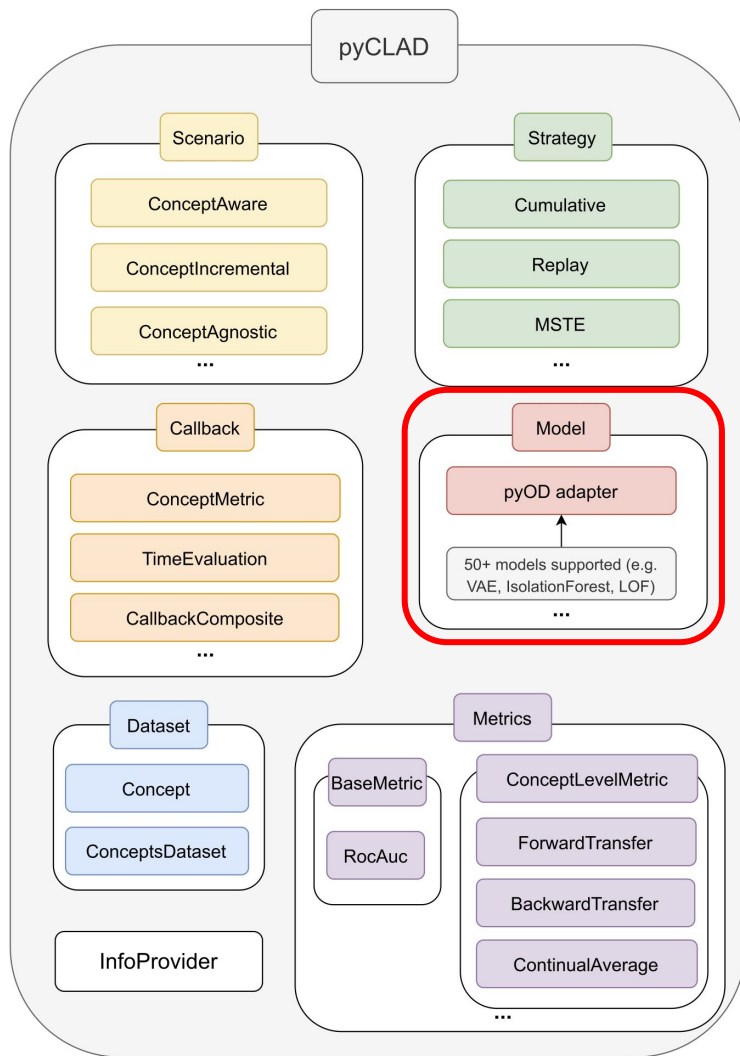 pyCLAD
Scenario
ConceptAware
ConceptIncremental
ConceptAgnostic
...
Strategy
Cumulative
Replay
MSTE
...
Callback
ConceptMetric
TimeEvaluation
CallbackComposite
...
Model
pyOD adapter
50+ models supported (e.g.
VAE, IsolationForest, LOF)
...
Dataset
Concept
ConceptsDataset
InfoProvider
Metrics
BaseMetric
RocAuc
ConceptLevelMetric
ForwardTransfer
BackwardTransfer
ContinualAverage
...